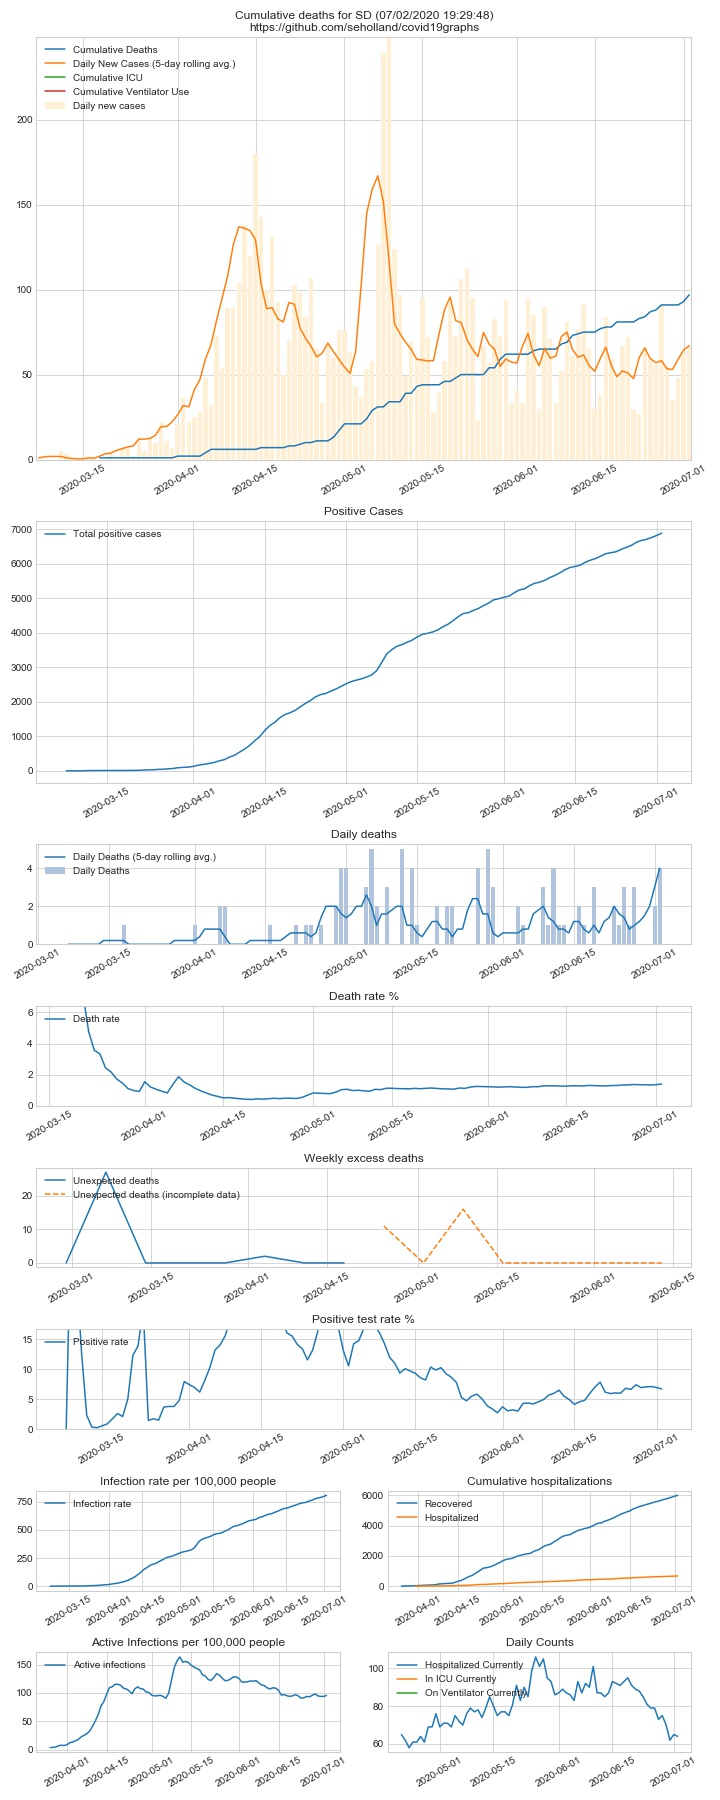 Cumulative deaths for SD (07/02/2020 19:29:48)
https://github.com/seholland/covid19graphs
Cumulative Deaths
Daily New Cases (5-day rolling avg.)
Cumulative ICU
Cumulative Ventilator Use
Daily new cases
200
150
100
50
0
2020-03-15 2020-04-01 2020-04-15 2020-05-01 2020-05-15 2020-06-01 2020-06-15 2020-07-01
Positive Cases
Total positive cases
7000
6000
5000
4000
3000
2000
1000
0
2020-03-15 2020-04-01 2020-04-15 2020-05-01 2020-05-15 2020-06-01 2020-06-15 2020-07-01
Daily deaths
Daily Deaths (5-day rolling avg.)
Daily Deaths
4
2
0
2020-03-01 2020-03-15 2020-04-01 2020-04-15 2020-05-01 2020-05-15 2020-06-01 2020-06-15 2020-07-01
Death rate %
Death rate
6
4
2
0
2020-03-15 2020-04-01 2020-04-15 2020-05-01 2020-05-15 2020-06-01 2020-06-15 2020-07-01
Weekly excess deaths
Unexpected deaths
Unexpected deaths (incomplete data)
20
10
0
2020-03-01 2020-03-15 2020-04-01 2020-04-15 2020-05-01 2020-05-15 2020-06-01 2020-06-15
Positive test rate %
Positive rate
15
10
5
0
2020-03-15 2020-04-01 2020-04-15 2020-05-01 2020-05-15 2020-06-01 2020-06-15 2020-07-01
Infection rate per 100,000 people
Infection rate
750
500
250
0
2020-03-15 2020-04-01 2020-04-15 2020-05-01 2020-05-15 2020-06-01 2020-06-15 2020-07-01
Cumulative hospitalizations
Recovered
Hospitalized
6000
4000
2000
0
2020-04-01 2020-04-15 2020-05-01 2020-05-15 2020-06-01 2020-06-15 2020-07-01
Active Infections per 100,000 people
Active infections
150
100
50
0
2020-04-01 2020-04-15 2020-05-01 2020-05-15 2020-06-01 2020-06-15 2020-07-01
Daily Counts
Hospitalized Currently
In ICU Currently
On Ventilator Currently
100
80
60
2020-05-01 2020-05-15 2020-06-01 2020-06-15 2020-07-01